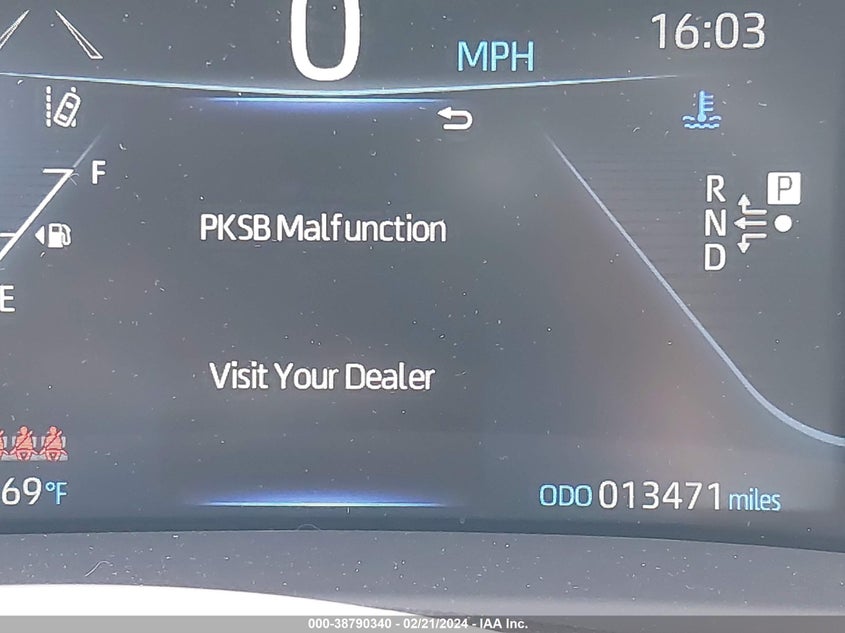 0 MPH 16:03
F
R P
PKSB Malfunction
N
D
E
Visit Your Dealer
69°F
ODO 013471 miles
000-38790340 - 02/21/2024 - IAA Inc.